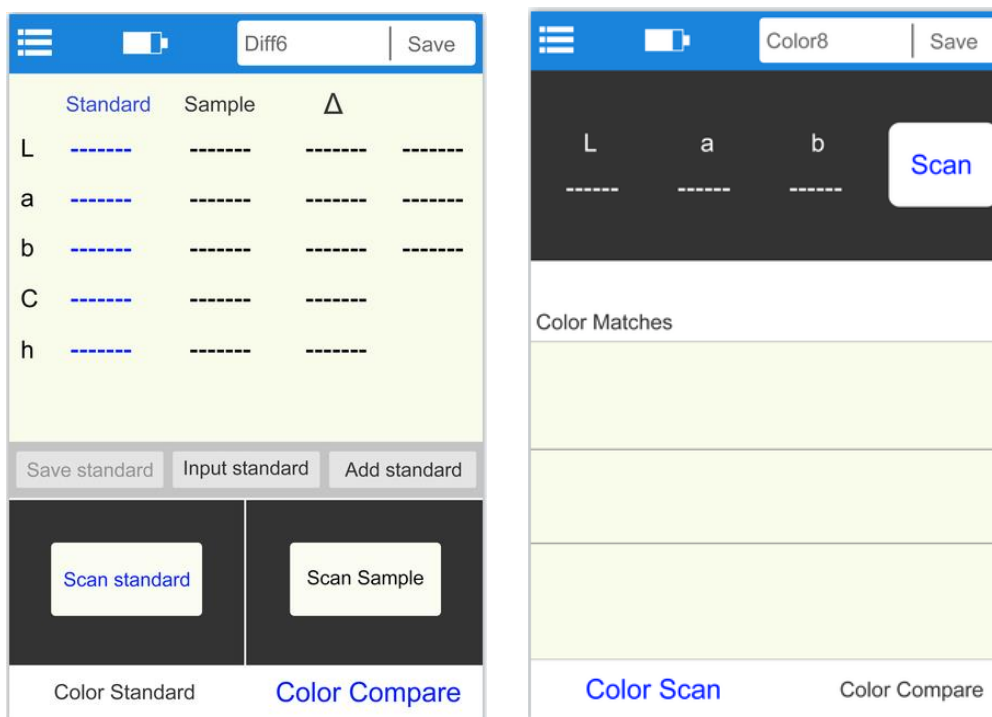 Diff6 Save
Standard Sample Δ
L ------- ------- ------- -------
a ------- ------- ------- -------
b ------- ------- ------- -------
C ------- ------- -------
h ------- ------- -------
Save standard Input standard Add standard
Scan standard Scan Sample
Color Standard Color Compare
Color8 Save
L a b
Scan
------ ------ ------
Color Matches
Color Scan Color Compare